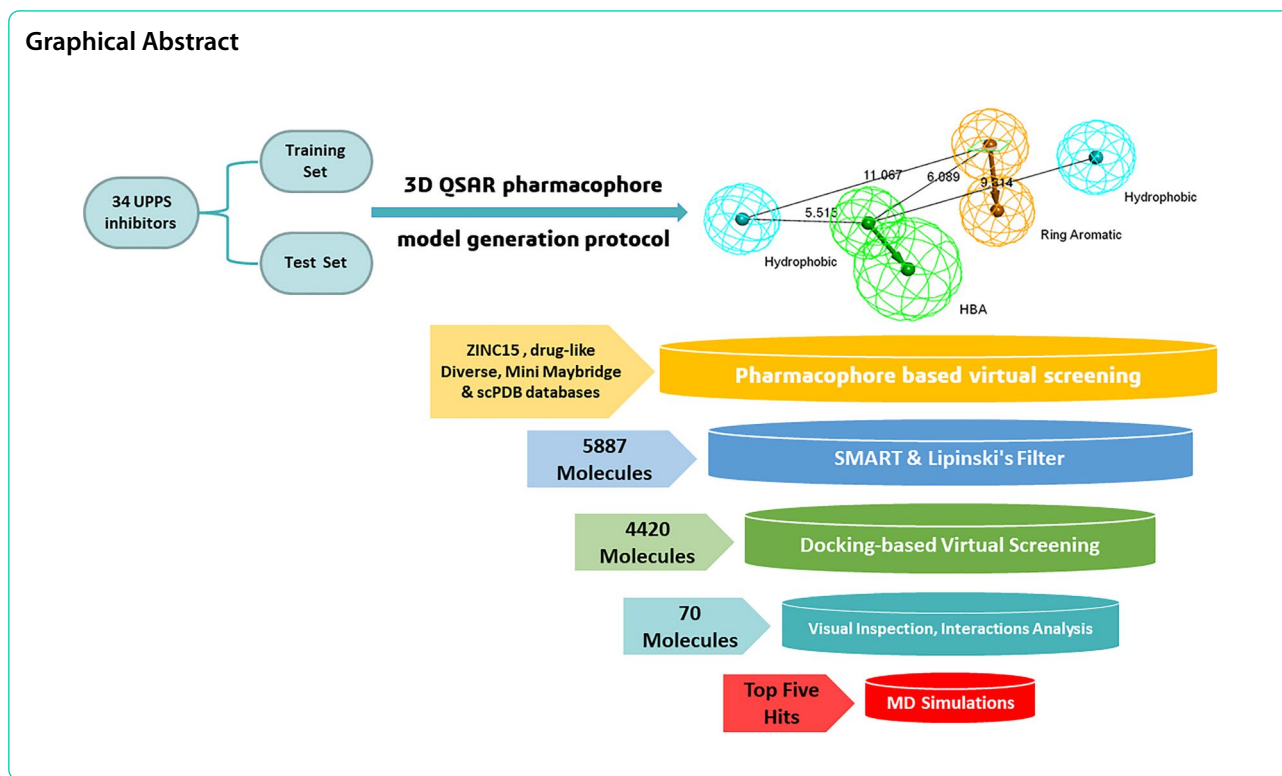 Graphical Abstract
34 UPPS
inhibitors
Training
Set
Test Set
3D QSAR pharmacophore
model generation protocol
11.067
6.089
9.814
5.515
Hydrophobic
HBA
Ring Aromatic
Hydrophobic
ZINC15 , drug-like
Diverse, Mini Maybridge
& scPDB databases
Pharmacophore based virtual screening
5887
Molecules
SMART & Lipinski's Filter
4420
Molecules
Docking-based Virtual Screening
70
Molecules
Visual Inspection, Interactions Analysis
Top Five
Hits
MD Simulations